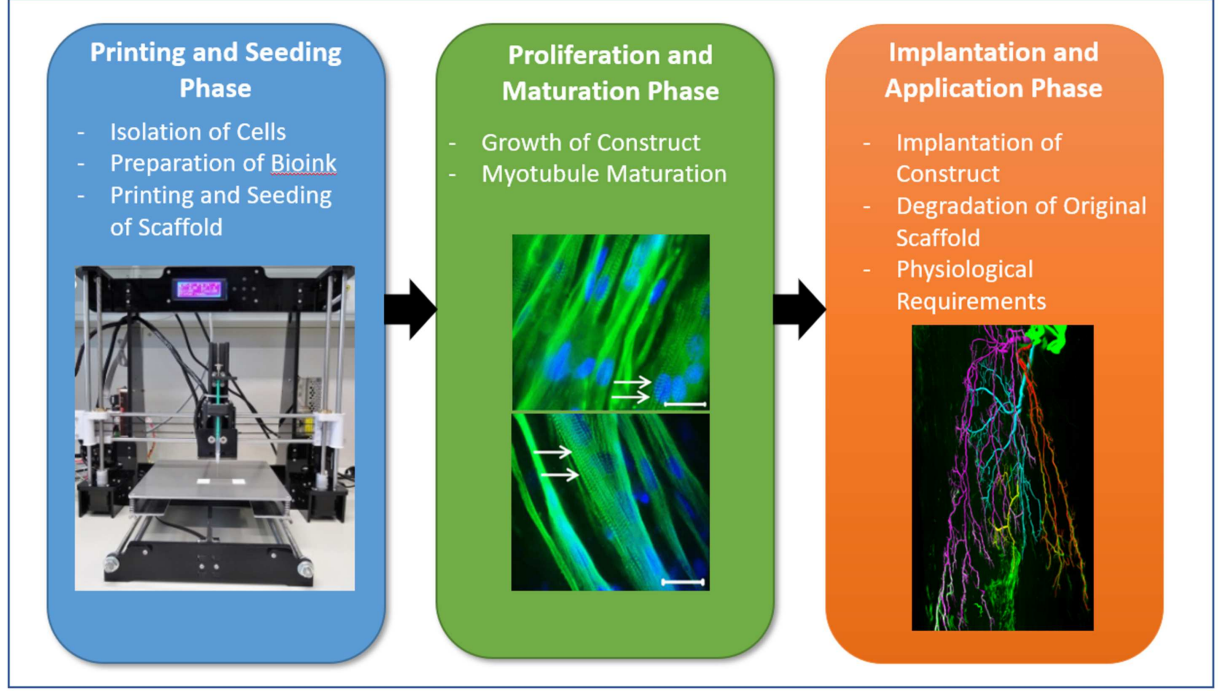 Printing and Seeding
Phase
- Isolation of Cells
- Preparation of Bioink
- Printing and Seeding
of Scaffold
Proliferation and
Maturation Phase
- Growth of Construct
- Myotubule Maturation
Implantation and
Application Phase
- Implantation of
Construct
- Degradation of Original
Scaffold
- Physiological
Requirements